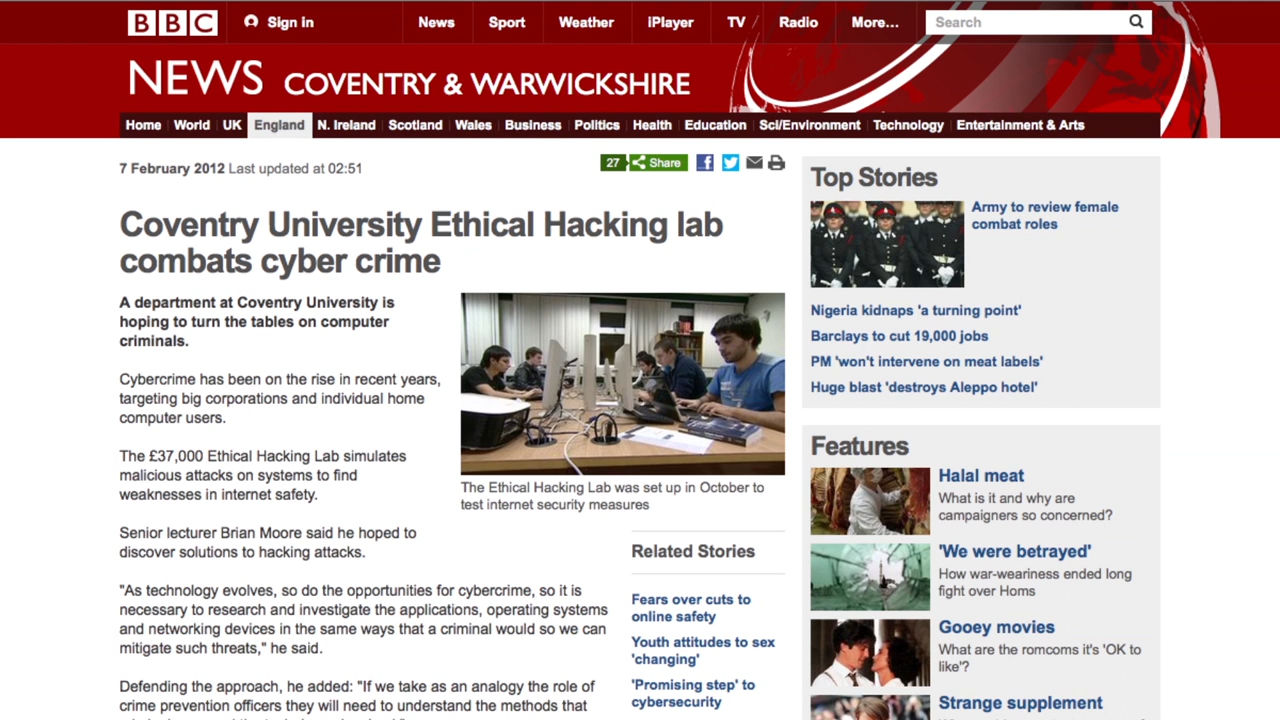 BBC Sign in News Sport Weather iPlayer TV Radio More... Search
NEWS COVENTRY & WARWICKSHIRE
Home World UK England N. Ireland Scotland Wales Business Politics Health Education Sci/Environment Technology Entertainment & Arts
7 February 2012 Last updated at 02:51
27 Share
Coventry University Ethical Hacking lab
combats cyber crime
A department at Coventry University is
hoping to turn the tables on computer
criminals.
Cybercrime has been on the rise in recent years,
targeting big corporations and individual home
computer users.
The £37,000 Ethical Hacking Lab simulates
malicious attacks on systems to find
weaknesses in internet safety.
Senior lecturer Brian Moore said he hoped to
discover solutions to hacking attacks.
"As technology evolves, so do the opportunities for cybercrime, so it is
necessary to research and investigate the applications, operating systems
and networking devices in the same ways that a criminal would so we can
mitigate such threats," he said.
Defending the approach, he added: "If we take as an analogy the role of
crime prevention officers they will need to understand the methods that
The Ethical Hacking Lab was set up in October to
test internet security measures
Related Stories
Fears over cuts to
online safety
Youth attitudes to sex
'changing'
'Promising step' to
cybersecurity
Top Stories
Army to review female
combat roles
Nigeria kidnaps 'a turning point'
Barclays to cut 19,000 jobs
PM 'won't intervene on meat labels'
Huge blast 'destroys Aleppo hotel'
Features
Halal meat
What is it and why are
campaigners so concerned?
'We were betrayed'
How war-weariness ended long
fight over Homs
Gooey movies
What are the romcoms it's 'OK to
like'?
Strange supplement